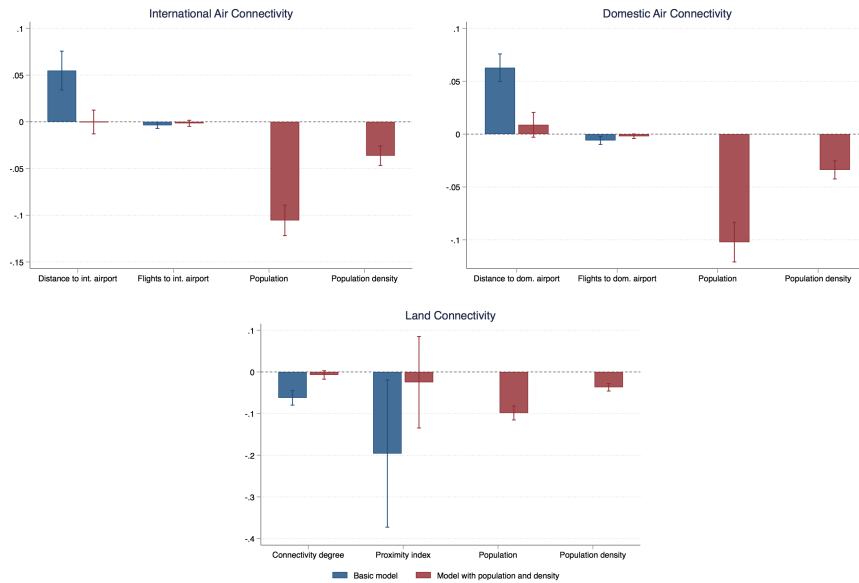 International Air Connectivity
.1
.05
0
-.05
-.1
-.15
Distance to int. airport Flights to int. airport Population Population density
Domestic Air Connectivity
.1
.05
0
-.05
-.1
Distance to dom. airport Flights to dom. airport Population Population density
Land Connectivity
.1
0
-.1
-.2
-.3
-.4
Connectivity degree Proximity index Population Population density
Basic model Model with population and density